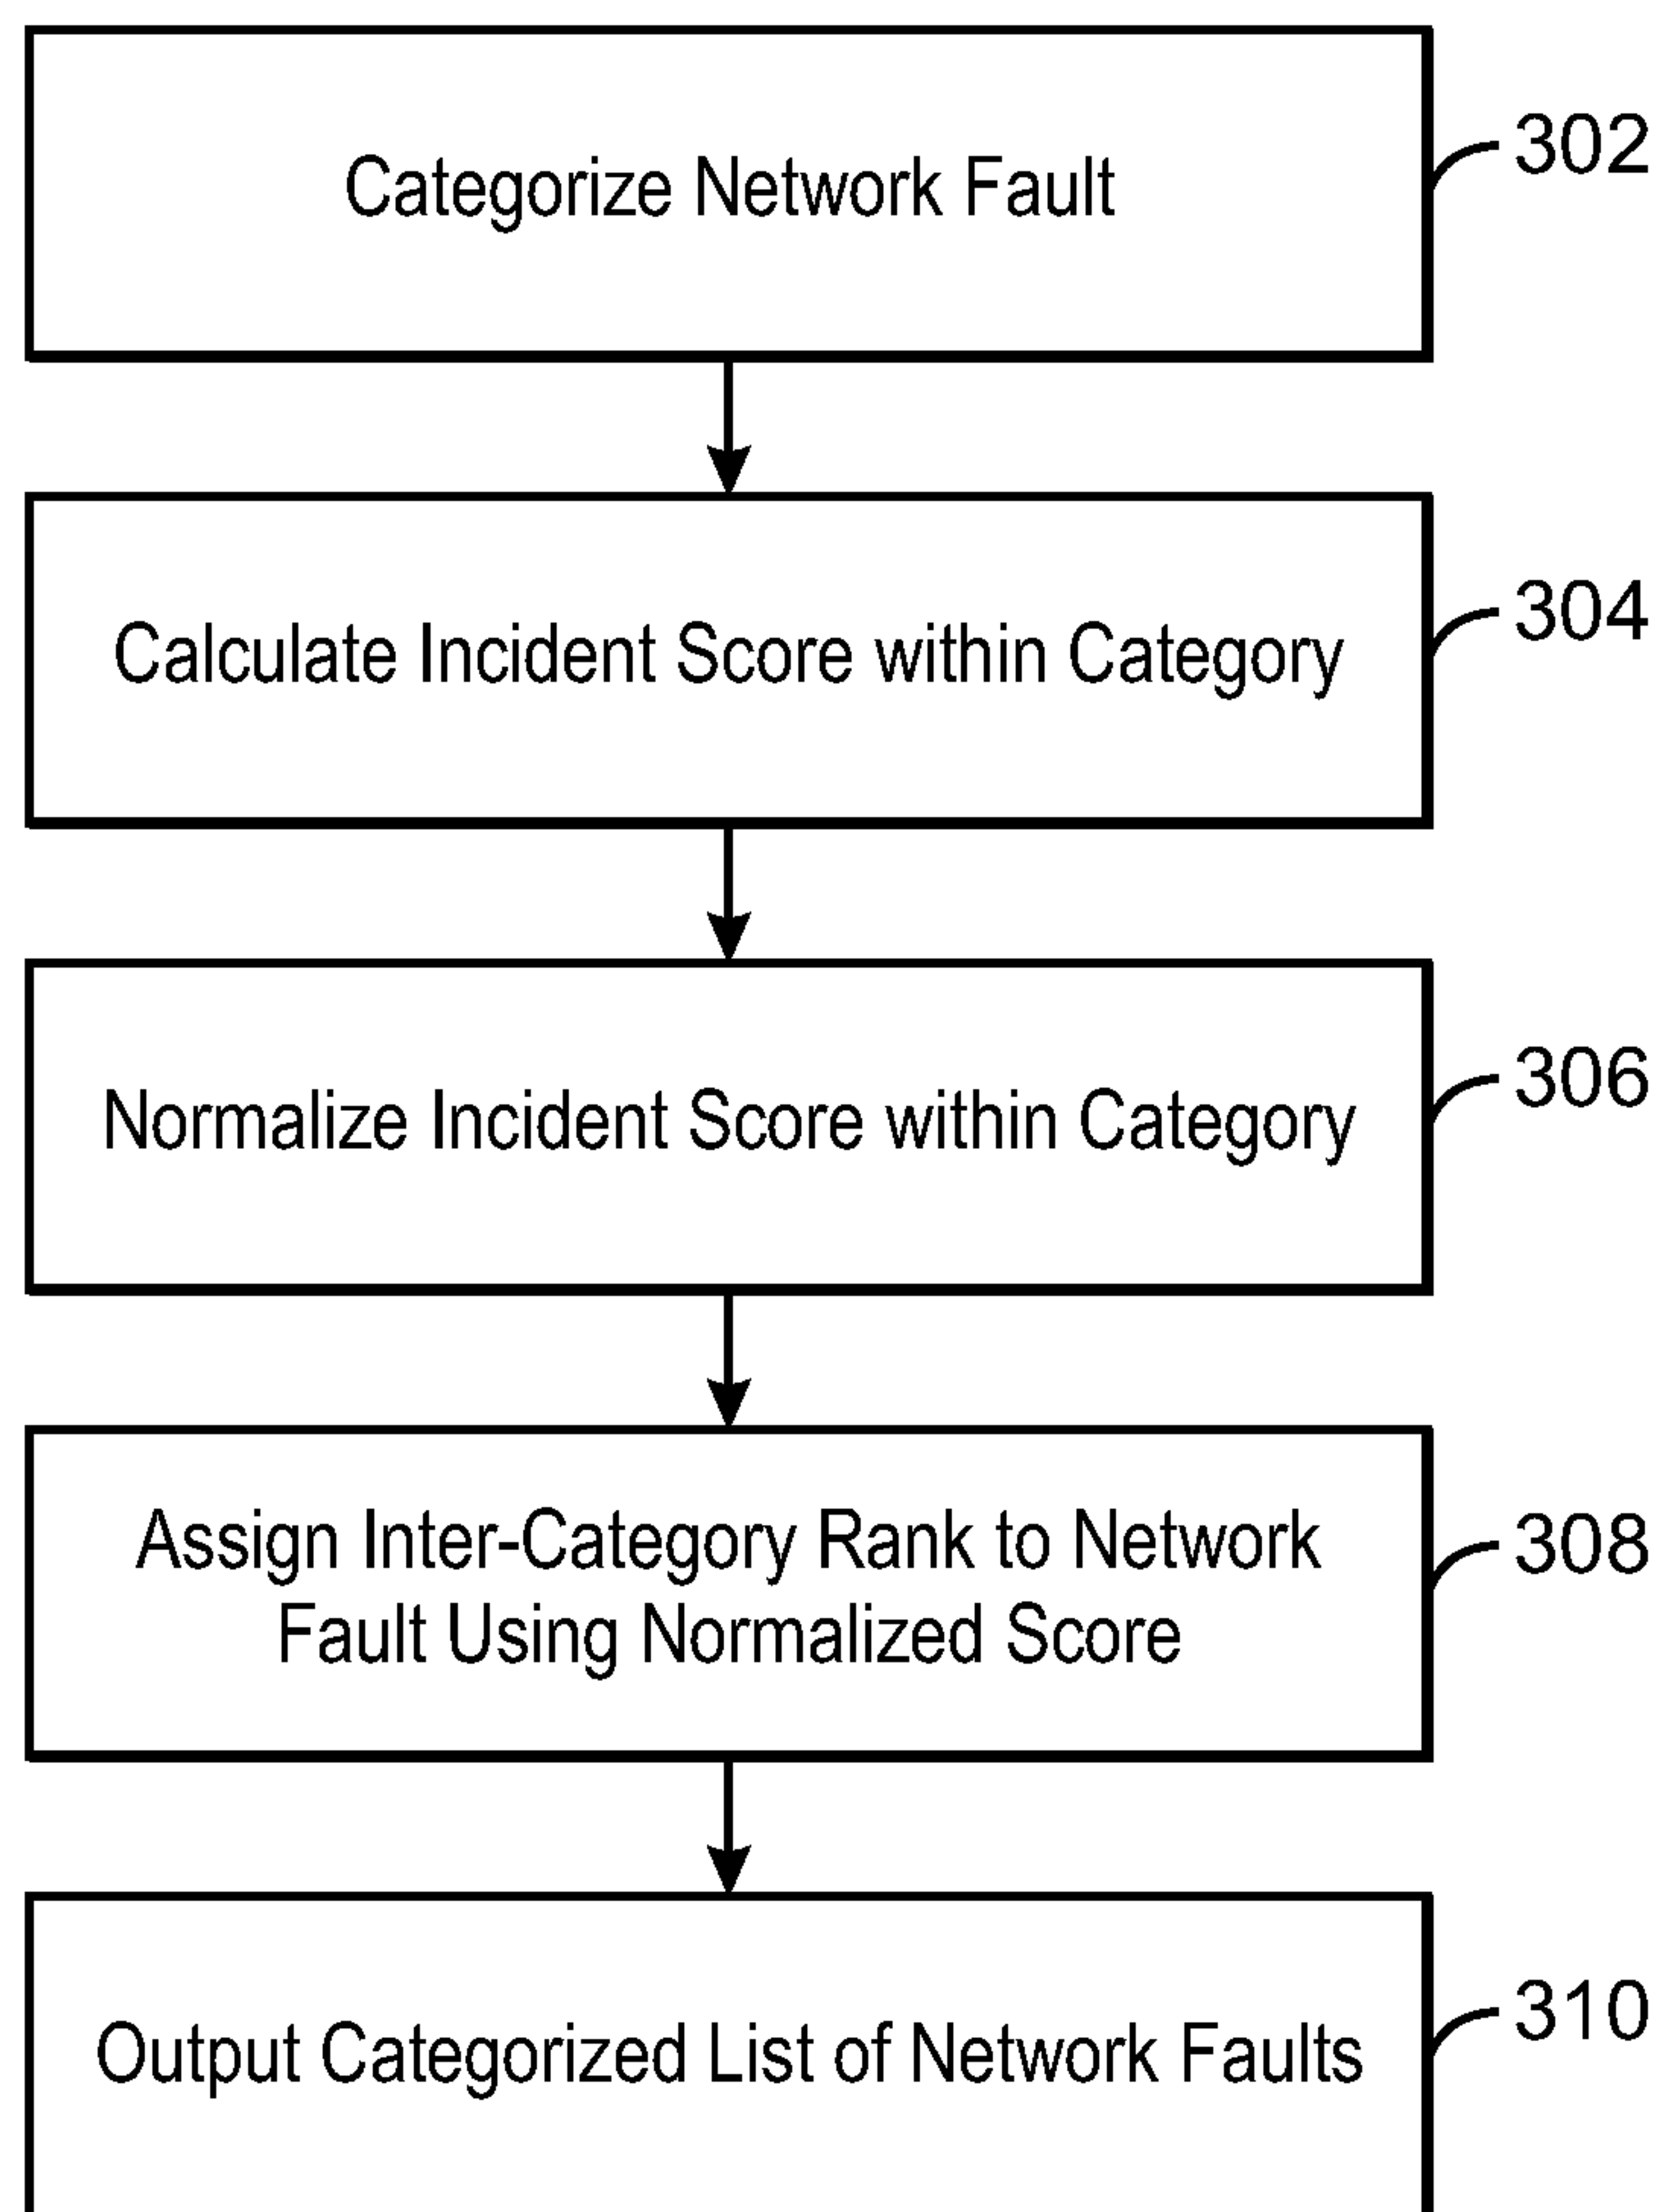 Categorize Network Fault
302
Calculate Incident Score within Category
304
Normalize Incident Score within Category
306
Assign Inter-Category Rank to Network
Fault Using Normalized Score
308
Output Categorized List of Network Faults
310